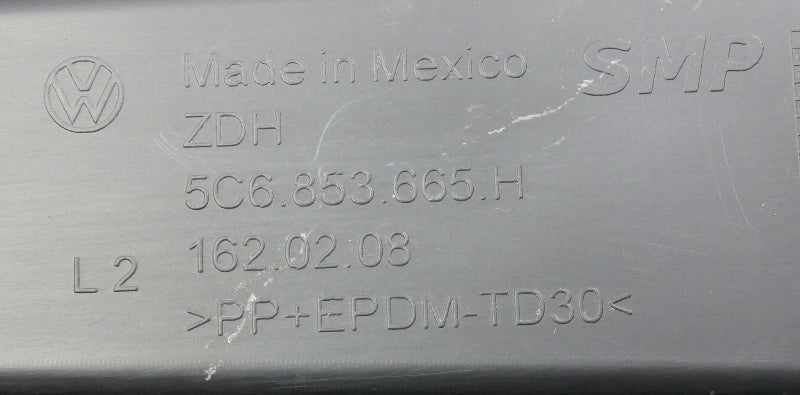 Made in Mexico
SMP
ZDH
5C6.853.665.H
162.02.08
L 2
>PP+EPDM-TD30<